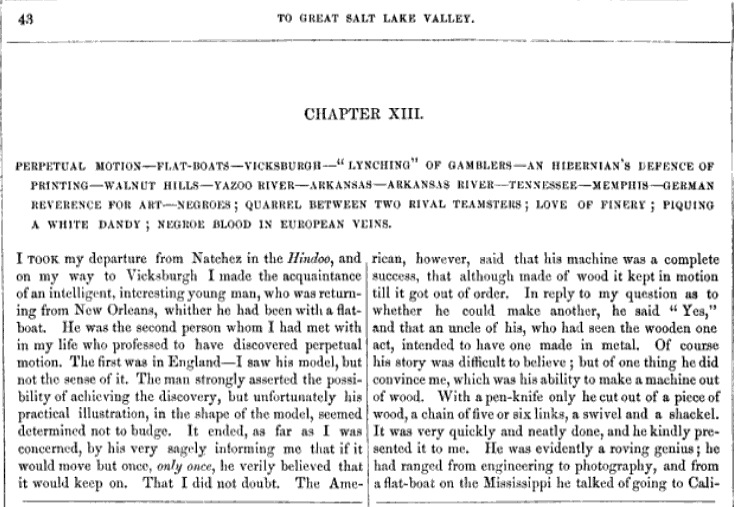 43
TO GREAT SALT LAKE VALLEY.
CHAPTER XIII.
PERPETUAL MOTION—FLAT-BOATS—VICKSBURGH—“LYNCHING” OF GAMBLERS—AN HIBERNIAN'S DEFENCE OF
PRINTING—WALNUT HILLS—YAZOO RIVER—ARKANSAS—ARKANSAS RIVER—TENNESSEE—MEMPHIS—GERMAN
REVERENCE FOR ART—NEGROES; QUARREL BETWEEN TWO RIVAL TEAMSTERS; LOVE OF FINERY; PIQUING
A WHITE DANDY; NEGROE BLOOD IN EUROPEAN VEINS.
I TOOK my departure from Natchez in the Hindoo, and
on my way to Vicksburgh I made the acquaintance
of an intelligent, interesting young man, who was return-
ing from New Orleans, whither he had been with a flat-
boat. He was the second person whom I had met with
in my life who professed to have discovered perpetual
motion. The first was in England—I saw his model, but
not the sense of it. The man strongly asserted the possi-
bility of achieving the discovery, but unfortunately his
practical illustration, in the shape of the model, seemed
determined not to budge. It ended, as far as I was
concerned, by his very sagely informing me that if it
would move but once, only once, he verily believed that
it would keep on. That I did not doubt. The Ame-
rican, however, said that his machine was a complete
success, that although made of wood it kept in motion
till it got out of order. In reply to my question as to
whether he could make another, he said “Yes,”
and that an uncle of his, who had seen the wooden one
act, intended to have one made in metal. Of course
his story was difficult to believe; but of one thing he did
convince me, which was his ability to make a machine out
of wood. With a pen-knife only he cut out of a piece of
wood, a chain of five or six links, a swivel and a shackel.
It was very quickly and neatly done, and he kindly pre-
sented it to me. He was evidently a roving genius; he
had ranged from engineering to photography, and from
a flat-boat on the Mississippi he talked of going to Cali-